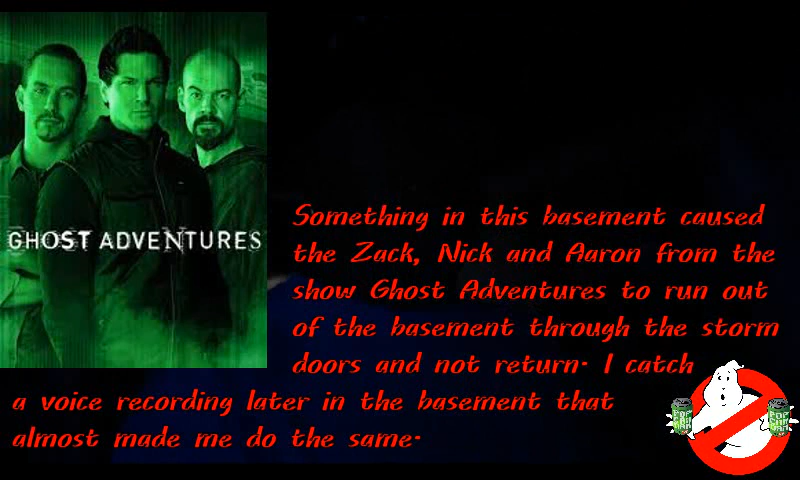 GHOST ADVENTURES
Something in this basement caused
the Zack, Nick and Aaron from the
show Ghost Adventures to run out
of the basement through the storm
doors and not return. I catch
a voice recording later in the basement that
almost made me do the same.